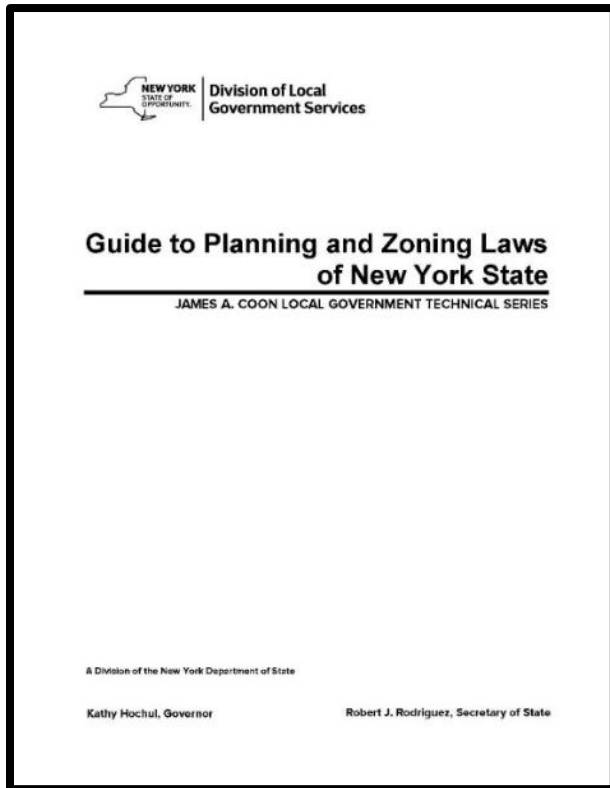 NEW YORK
STATE OF
OPPORTUNITY.
Division of Local
Government Services
Guide to Planning and Zoning Laws
of New York State
JAMES A. COON LOCAL GOVERNMENT TECHNICAL SERIES
A Division of the New York Department of State
Kathy Hochul, Governor
Robert J. Rodriguez, Secretary of State